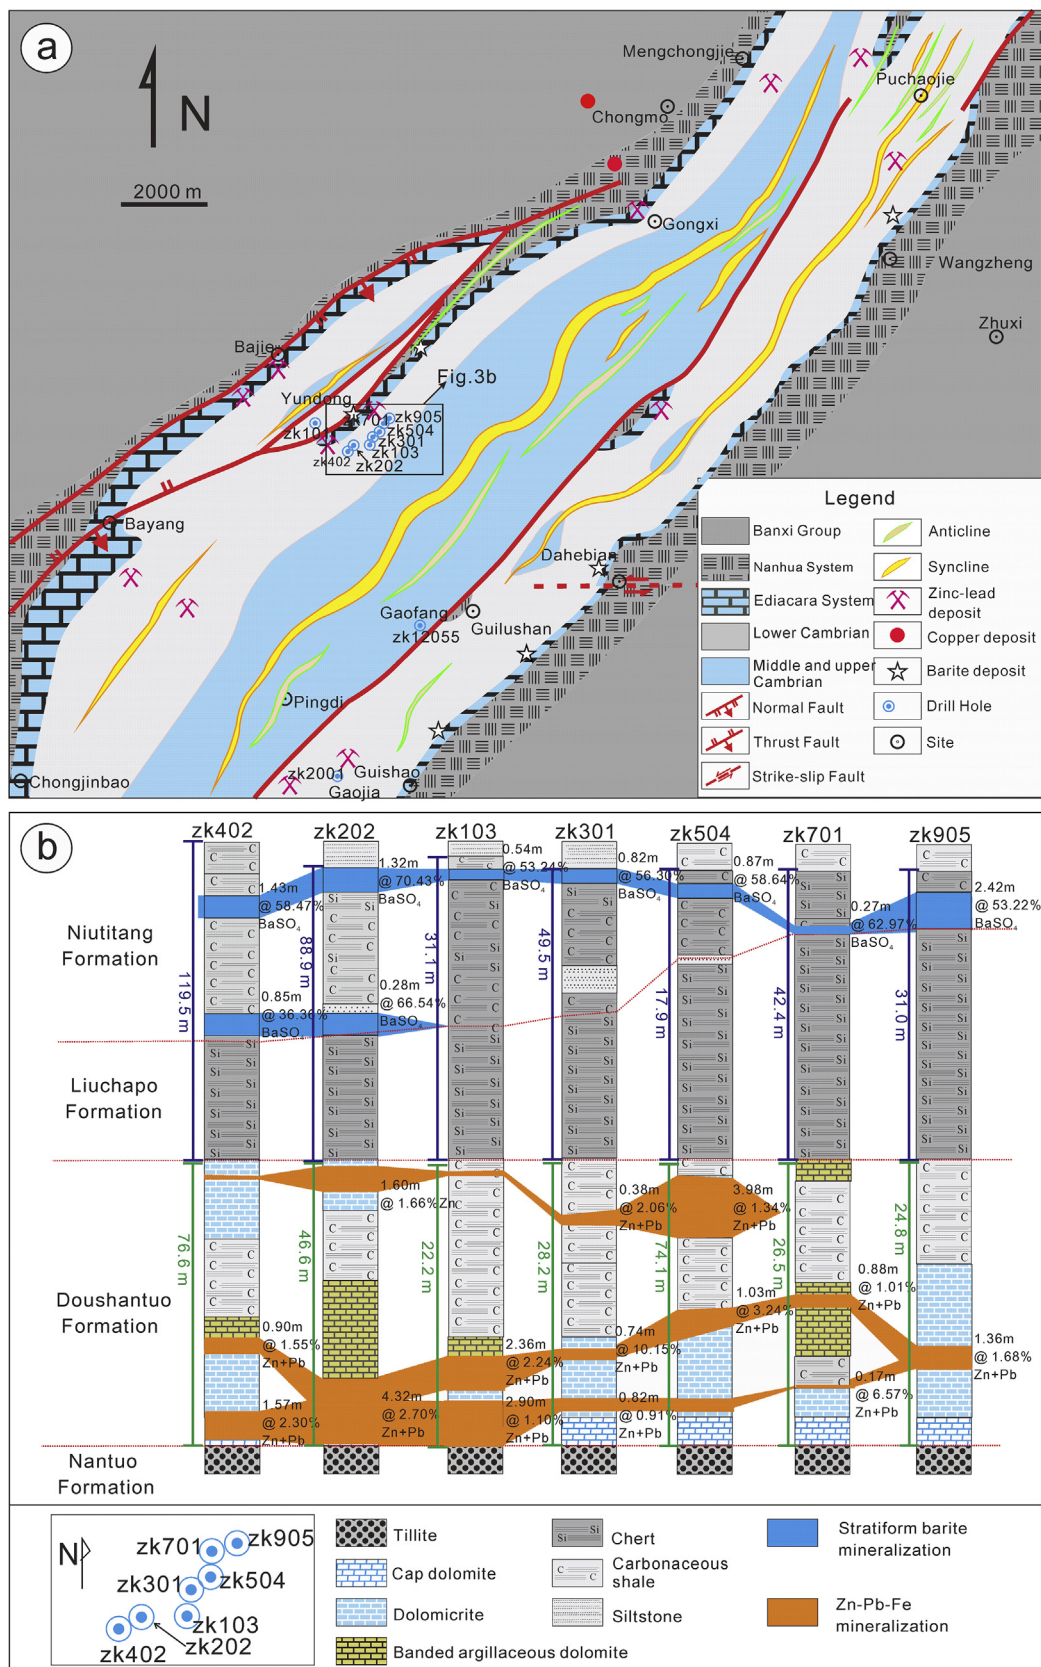 a
N
2000 m
Mengchongjie
Puchaojie
Chongmo
Gongxi
Wangzheng
Zhuxi
Bajie
Fig.3b
Yundong
zk905
zk701
zk504
zk301
zk103
zk402
zk202
Bayang
Dahebian
Gaofang
zk12055
Guilushan
Pingdi
Chongjinbao
zk2001
Guishao
Gaojia
Legend
Banxi Group
Anticline
Nanhua System
Syncline
Ediacara System
Zinc-lead
deposit
Lower Cambrian
Copper deposit
Middle and upper
Cambrian
Barite deposit
Normal Fault
Drill Hole
Thrust Fault
Site
Strike-slip Fault
b
zk402
zk202
zk103
zk301
zk504
zk701
zk905
Niutitang
Formation
Liuchapo
Formation
Doushantuo
Formation
Nantuo
Formation
119.5 m
1.43m
@ 58.47%
BaSO4
0.85m
@ 36.36%
BaSO4
76.6 m
0.90m
@ 1.55%
Zn+Pb
1.57m
@ 2.30%
Zn+Pb
88.9 m
1.32m
@ 70.43%
BaSO4
0.28m
@ 66.54%
BaSO4
46.6 m
1.60m
@ 1.66%Zn
4.32m
@ 2.70%
Zn+Pb
31.1 m
0.54m
@ 53.24%
BaSO4
22.2 m
2.36m
@ 2.24%
Zn+Pb
2.90m
@ 1.10%
Zn+Pb
49.5 m
0.82m
@ 56.30%
BaSO4
28.2 m
0.38m
@ 2.06%
Zn+Pb
0.74m
@ 10.15%
Zn+Pb
0.82m
@ 0.91%
Zn+Pb
17.9 m
0.87m
@ 58.64%
BaSO4
74.1 m
3.98m
@ 1.34%
Zn+Pb
1.03m
@ 3.24%
Zn+Pb
42.4 m
0.27m
@ 62.97%
BaSO4
26.5 m
0.88m
@ 1.01%
Zn+Pb
0.17m
@ 6.57%
Zn+Pb
31.0 m
2.42m
@ 53.22%
BaSO4
24.8 m
1.36m
@ 1.68%
Zn+Pb
N
zk701
zk905
zk301
zk504
zk103
zk202
zk402
Tillite
Cap dolomite
Dolomicrite
Banded argillaceous dolomite
Si Si
Si
Chert
C
C C
Carbonaceous
shale
Siltstone
Stratiform barite
mineralization
Zn-Pb-Fe
mineralization